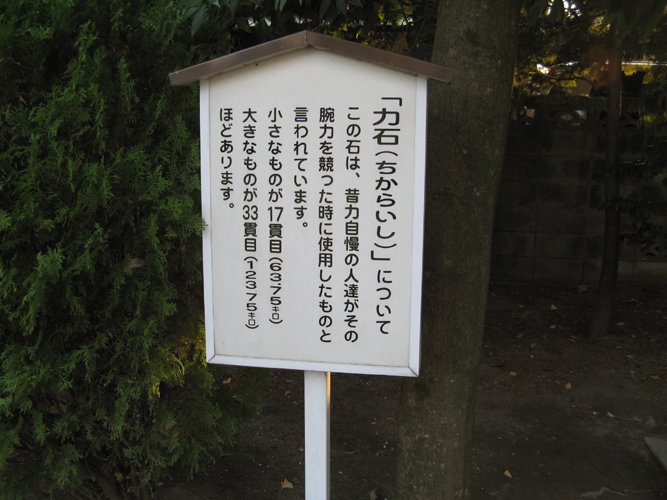 「力石(ちからいし)」について
この石は、昔力自慢の人達がその
腕力を競った時に使用したものと
言われています。
小さなものが17貫目(63.75キロ)
大きなものが33貫目(123.75キロ)
ほどあります。